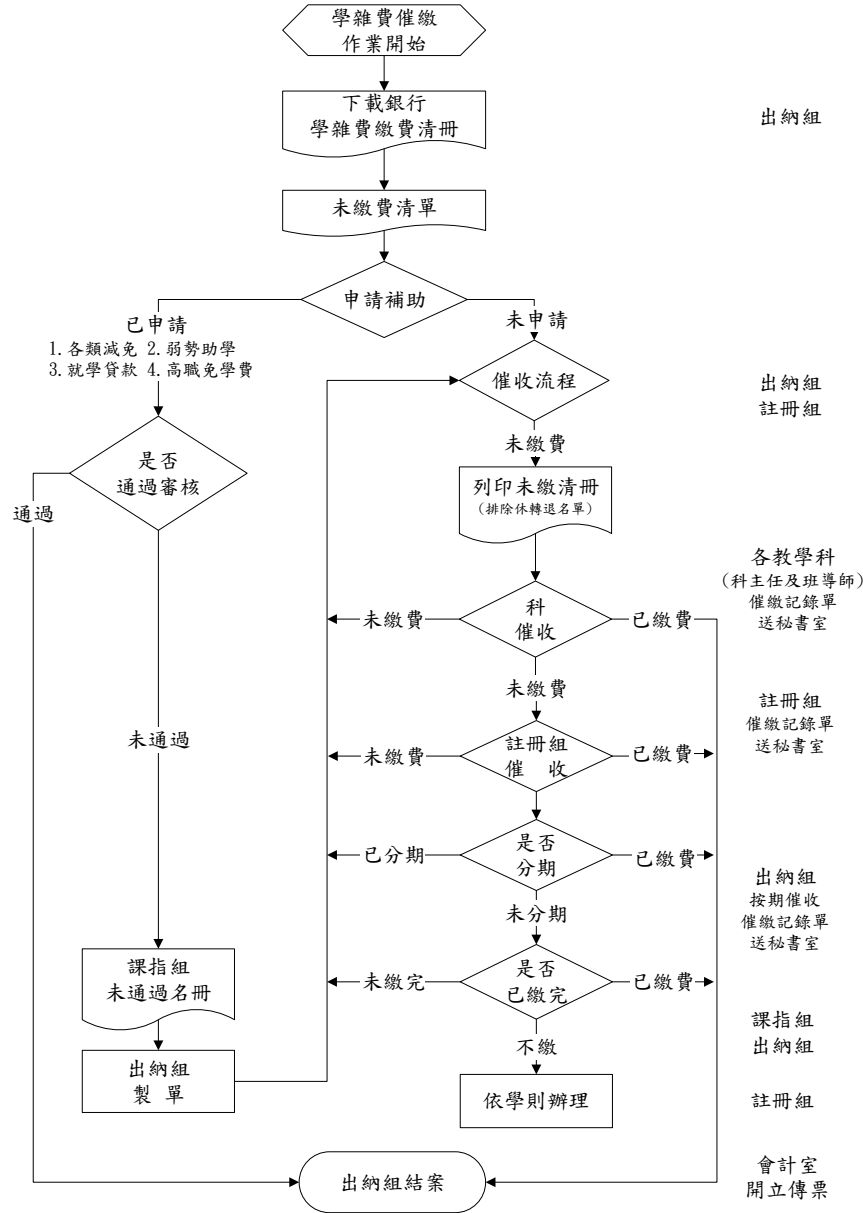 學雜費催繳
作業開始
下載銀行
學雜費繳費清冊
出納組
未繳費清單
申請補助
已申請
1.各類減免 2.弱勢助學
3.就學貸款 4.高職免學費
未申請
催收流程
出納組
註冊組
未繳費
是否
通過審核
通過
列印未繳清冊
(排除休轉退名單)
各教學科
(科主任及班導師)
催繳記錄單
送秘書室
未繳費
科
催收
已繳費
未繳費
註冊組
催繳記錄單
送秘書室
未通過
未繳費
註冊組
催 收
已繳費
已分期
是否
分期
已繳費
出納組
按期催收
催繳記錄單
送秘書室
未分期
課指組
未通過名冊
未繳完
是否
已繳完
已繳費
課指組
出納組
不繳
出納組
製 單
依學則辦理
註冊組
出納組結案
會計室
開立傳票